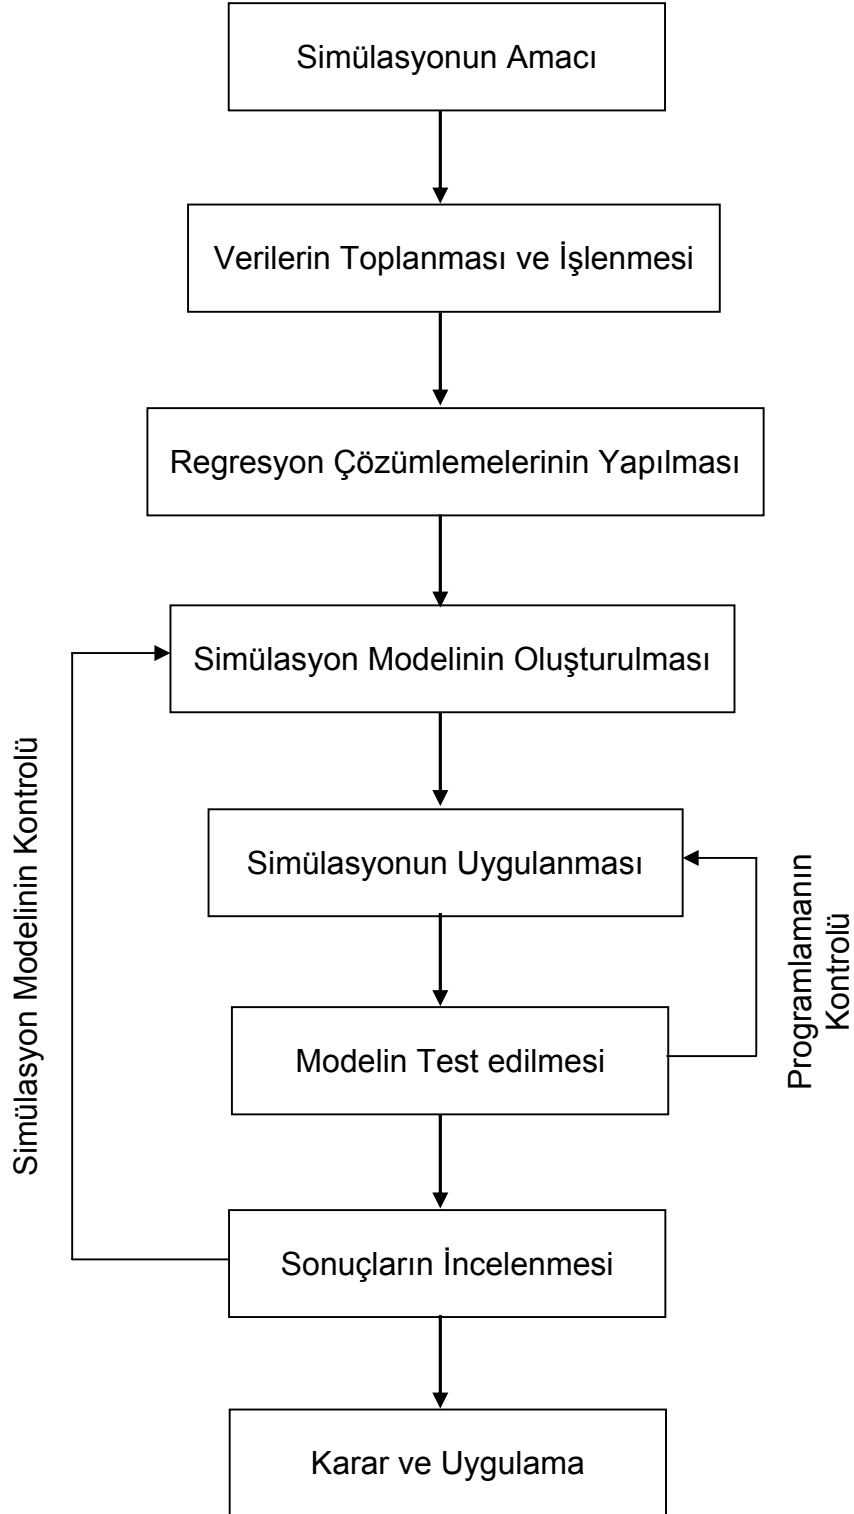 Simülasyonun Amacı
Verilerin Toplanması ve İşlenmesi
Regresyon Çözümlemelerinin Yapılması
Simülasyon Modelinin Oluşturulması
Simülasyon Modelinin Kontrolü
Simülasyonun Uygulanması
Programlamanın
Kontrolü
Modelin Test edilmesi
Sonuçların İncelenmesi
Karar ve Uygulama